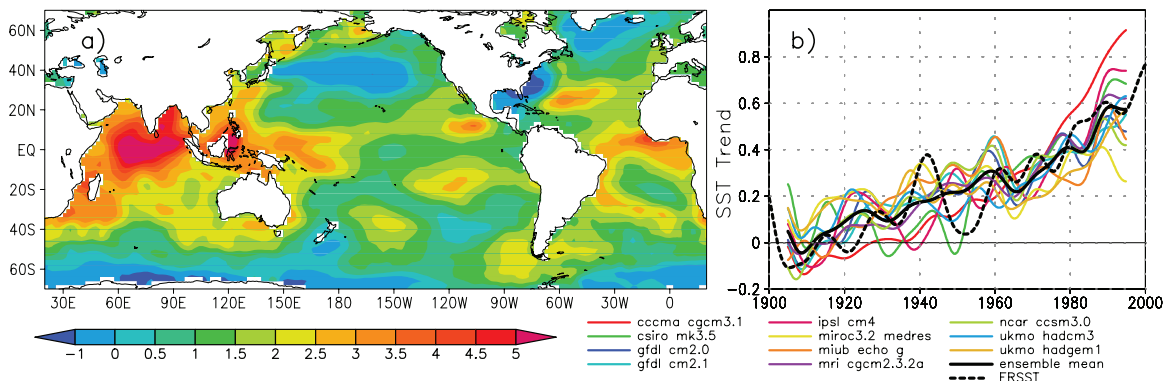 a)
60N
40N
20N
EQ
20S
40S
60S
30E 60E 90E 120E 150E 180 150W 120W 90W 60W 30W 0
−1 0 0.5 1 1.5 2 2.5 3 3.5 4 4.5 5
b)
SST Trend
0.8
0.6
0.4
0.2
0
−0.2
1900 1920 1940 1960 1980 2000
cccma cgcm3.1
csiro mk3.5
gfdl cm2.0
gfdl cm2.1
ipsl cm4
miroc3.2 medres
miub echo g
mri cgcm2.3.2a
ncar ccsm3.0
ukmo hadcm3
ukmo hadgem1
ensemble mean
ERSST